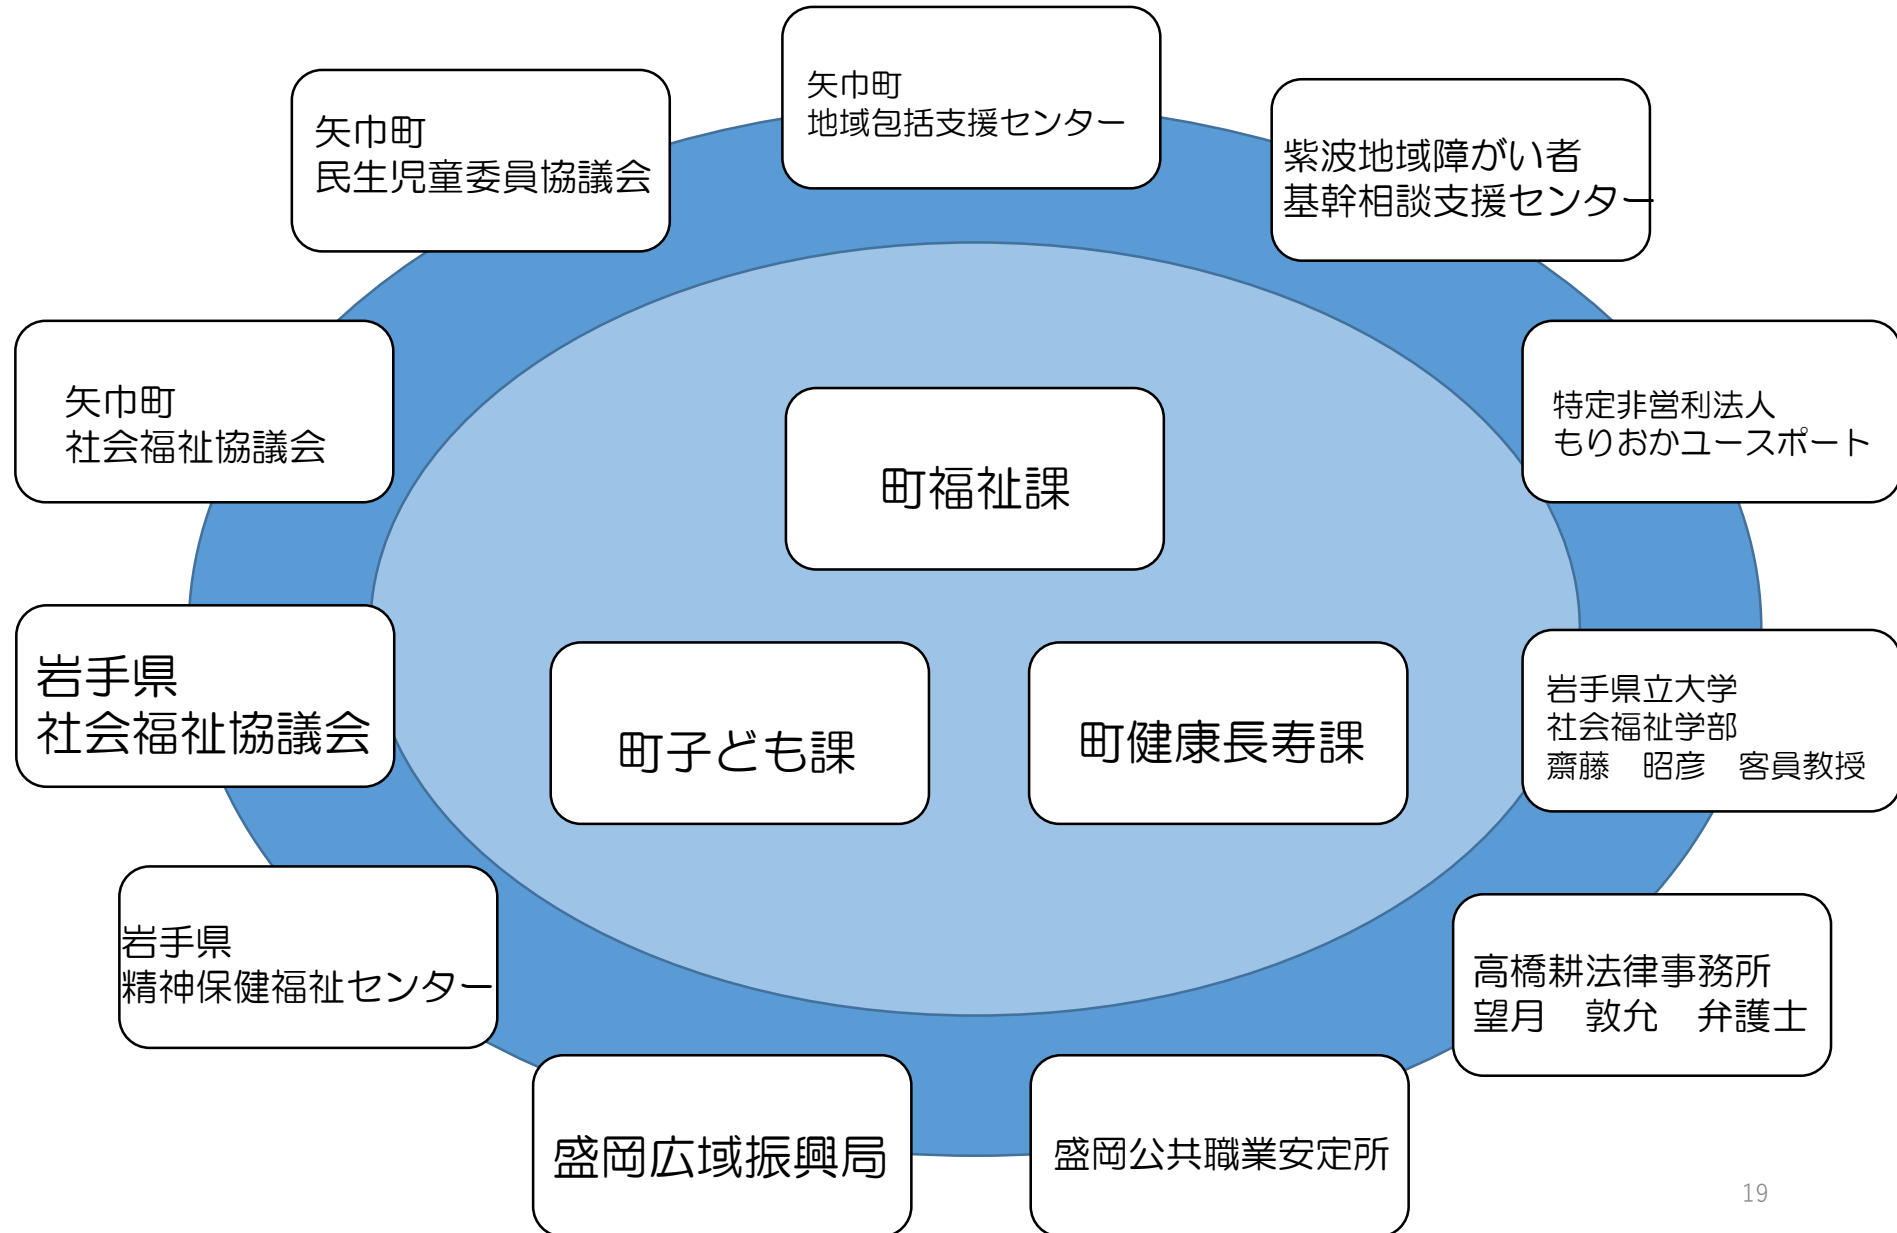 矢巾町
地域包括支援センター
矢巾町
民生児童委員協議会
紫波地域障がい者
基幹相談支援センター
矢巾町
社会福祉協議会
特定非営利法人
もりおかユースポート
町福祉課
岩手県
社会福祉協議会
町子ども課
町健康長寿課
岩手県立大学
社会福祉学部
齋藤　昭彦　客員教授
岩手県
精神保健福祉センター
高橋耕法律事務所
望月　敦允　弁護士
盛岡広域振興局
盛岡公共職業安定所
19